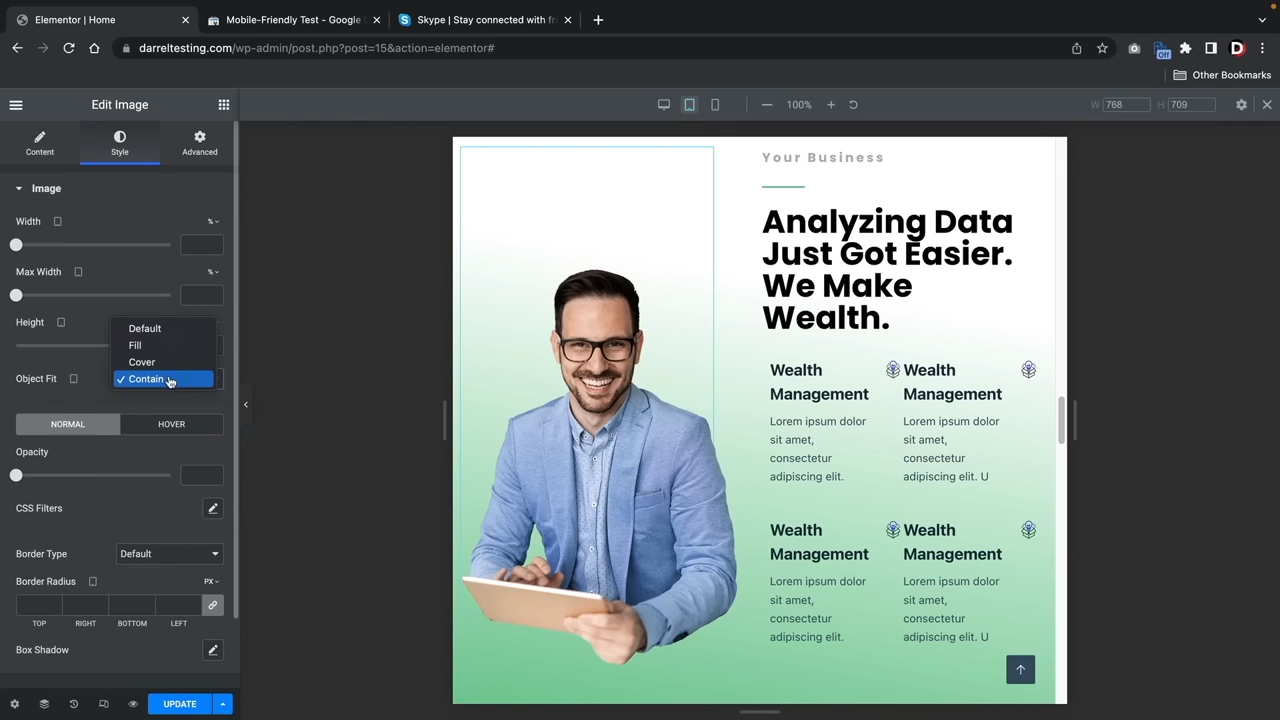 Elementor | Home
Mobile-Friendly Test - Google
Skype | Stay connected with fr
darreltesting.com/wp-admin/post.php?post=15&action=elementor#
D
Off
Other Bookmarks
Edit Image
100%
W 768
H 709
Content
Style
Advanced
Image
Width
%
Max Width
%
Height
Default
Fill
Cover
Contain
Object Fit
NORMAL
HOVER
Opacity
CSS Filters
Border Type
Default
Border Radius
PX
TOP
RIGHT
BOTTOM
LEFT
Box Shadow
UPDATE
Your Business
Analyzing Data
Just Got Easier.
We Make
Wealth.
Wealth
Management
Lorem ipsum dolor
sit amet,
consectetur
adipiscing elit.
Wealth
Management
Lorem ipsum dolor
sit amet,
consectetur
adipiscing elit. U
Wealth
Management
Lorem ipsum dolor
sit amet,
consectetur
adipiscing elit.
Wealth
Management
Lorem ipsum dolor
sit amet,
consectetur
adipiscing elit. U